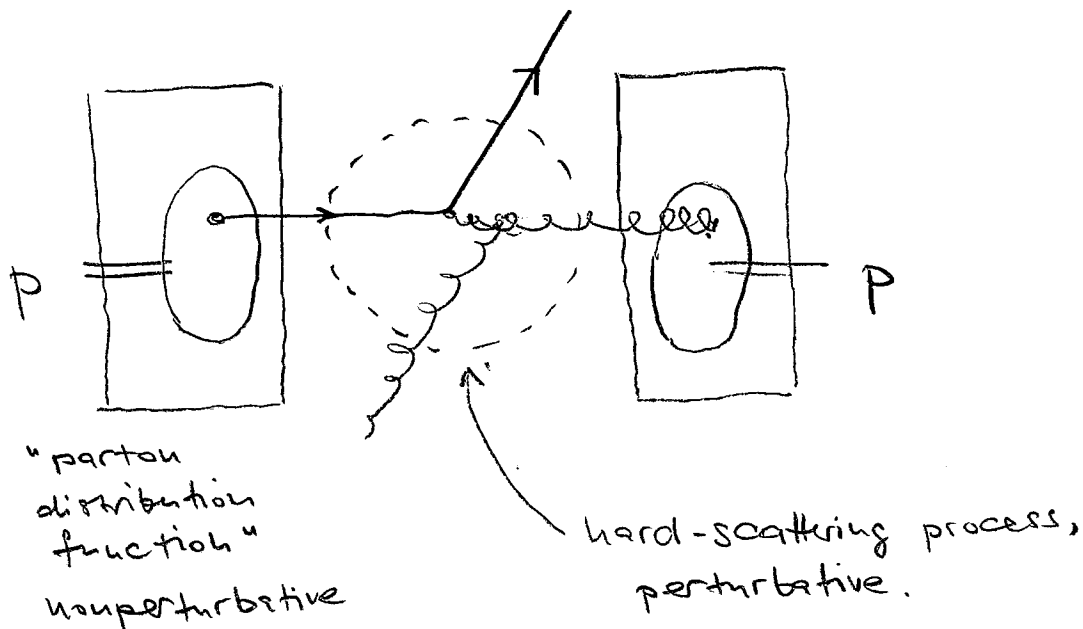 p
p
"parton
distribution
function"
nonperturbative
hard-scattering process,
perturbative.